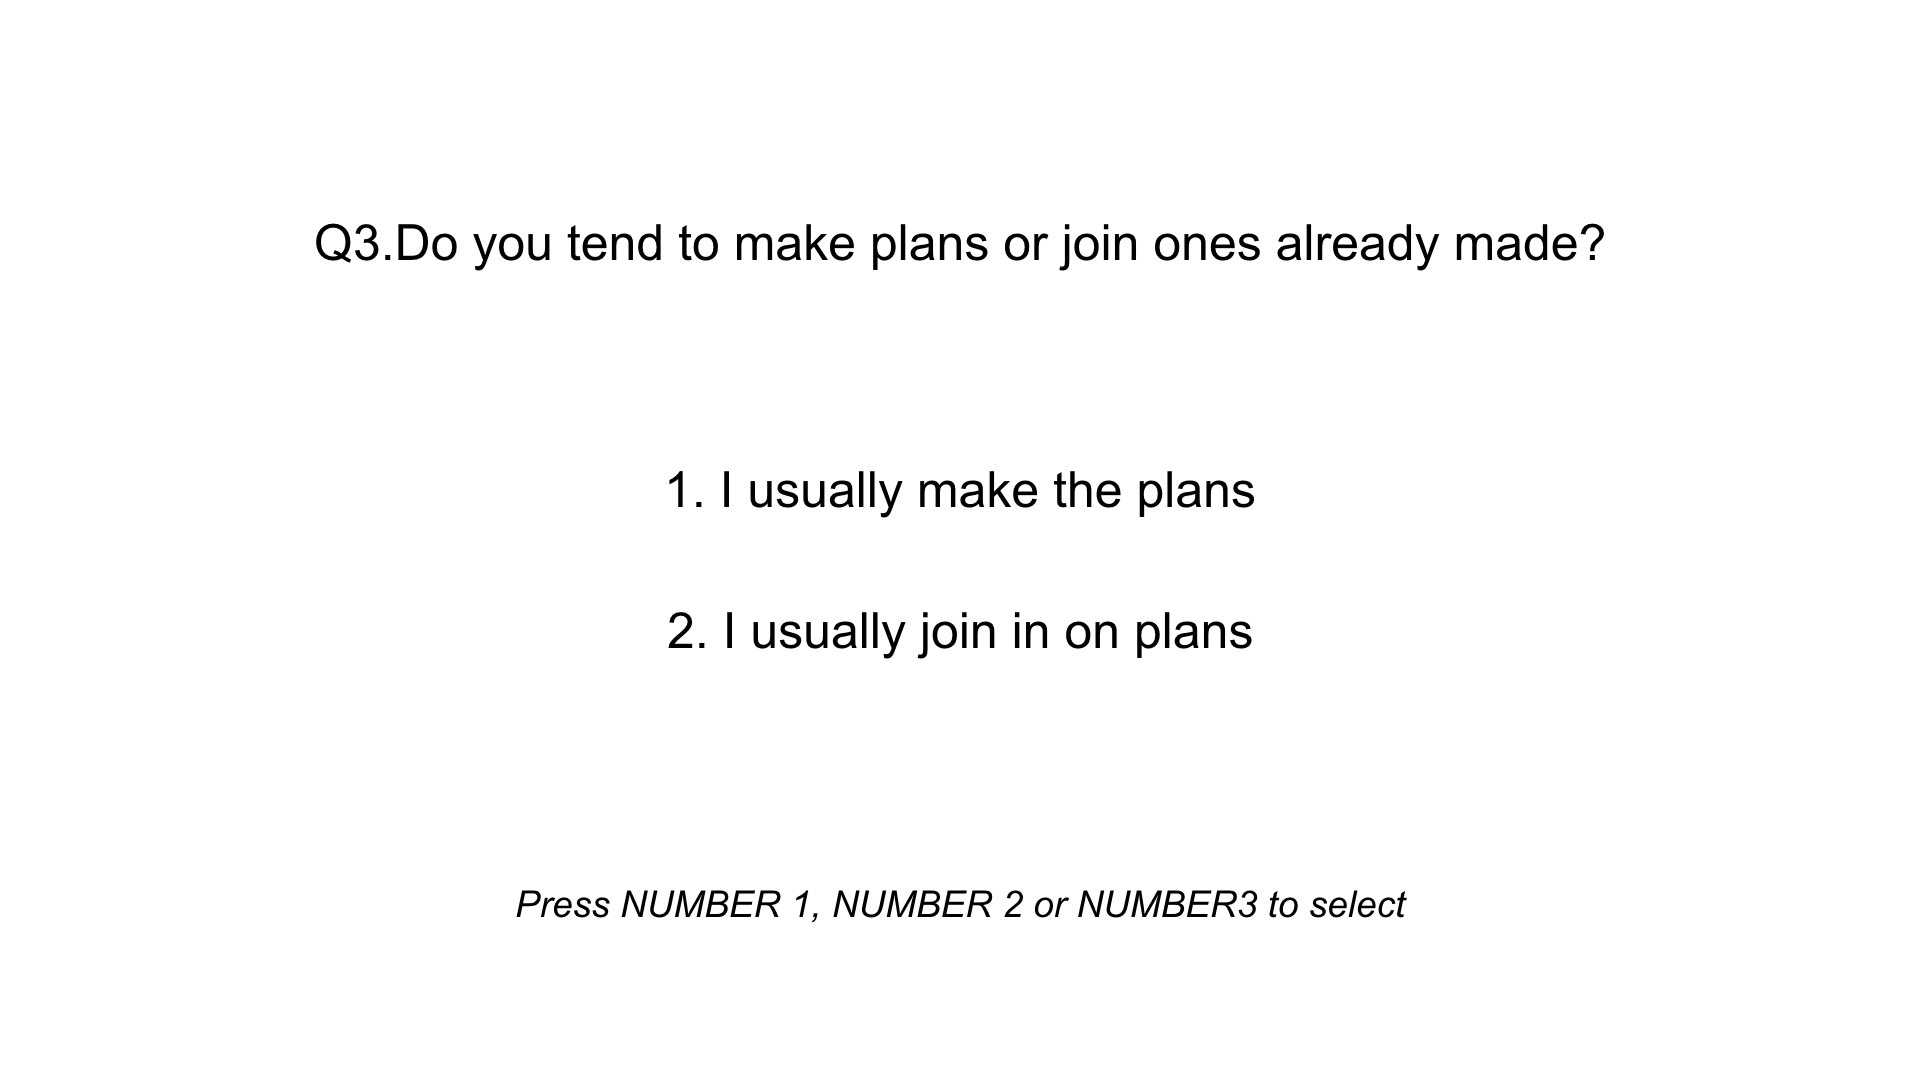 Q3.Do you tend to make plans or join ones already made?
1. I usually make the plans
2. I usually join in on plans
Press NUMBER 1, NUMBER 2 or NUMBER3 to select